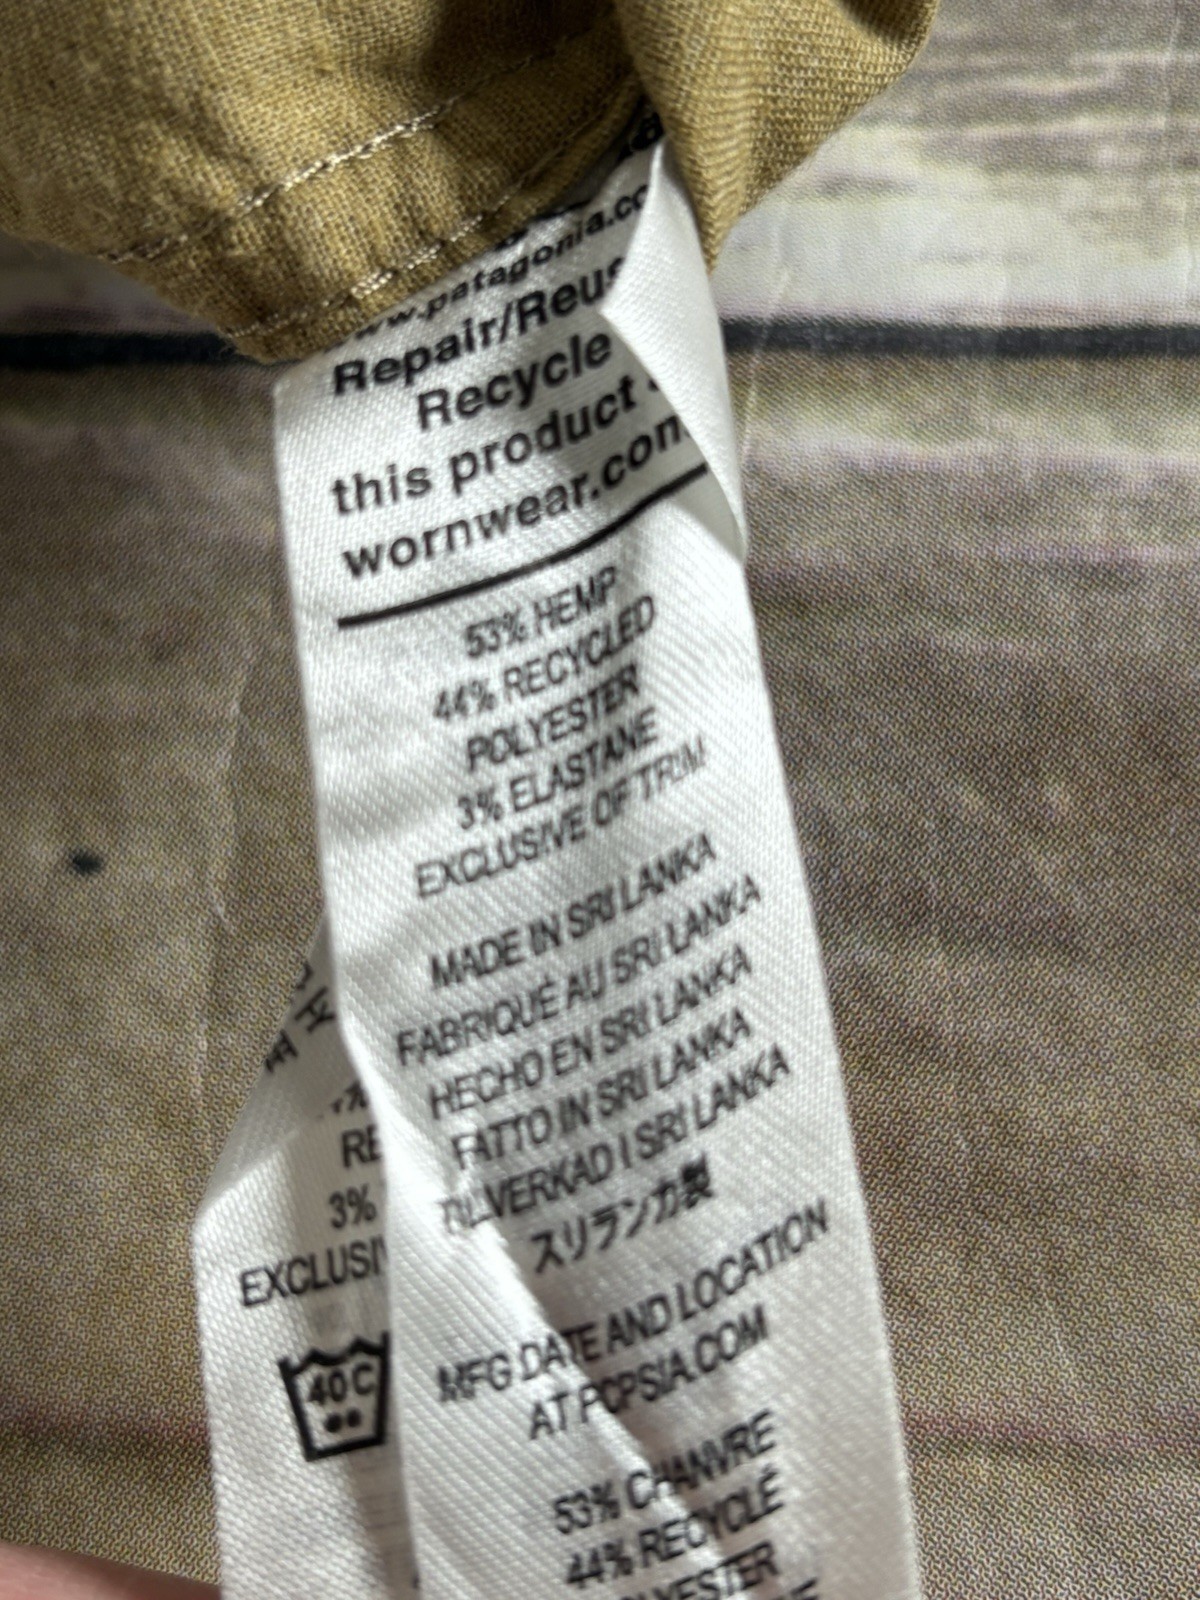 www.patagonia.co
Repair/Reuse
Recycle
this product
wornwear.com
53% HEMP
44% RECYCLED
POLYESTER
3% ELASTANE
EXCLUSIVE OF TRIM
MADE IN SRI LANKA
FABRIQUÉ AU SRI LANKA
HECHO EN SRI LANKA
FATTO IN SRI LANKA
TILLVERKAD I SRI LANKA
スリランカ製
MFG DATE AND LOCATION
AT PCPSIA.COM
53% CHANVRE
44% RECYCLÉ
RE
3%
EXCLUSIV
40C